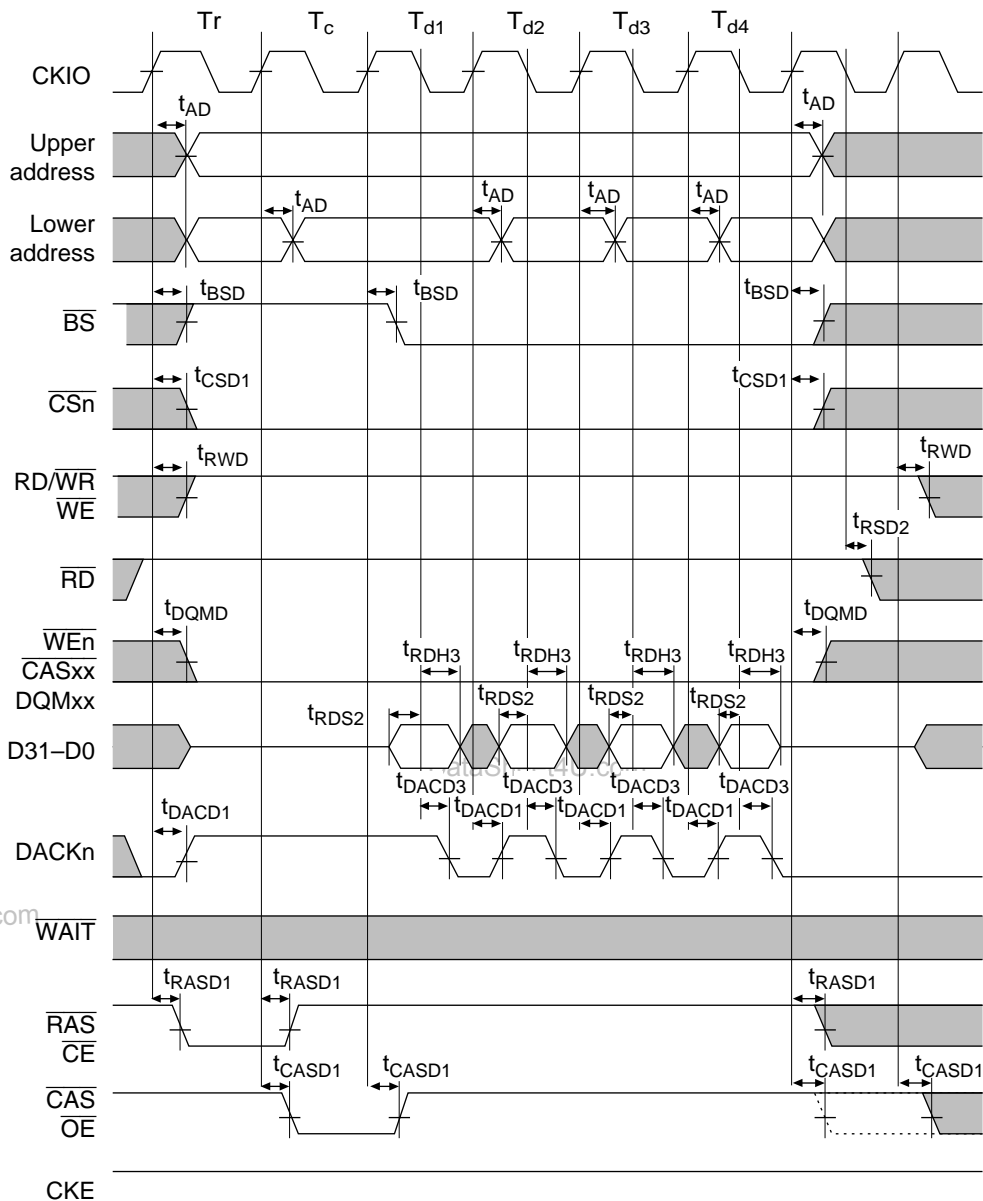 Tr Tc Td1 Td2 Td3 Td4
CKIO
tAD tAD
Upper
address
tAD tAD tAD tAD
Lower
address
tBSD tBSD tBSD
BS
tCSD1 tCSD1
CSn
tRWD tRWD
RD/WR
WE
tRSD2
RD
tDQMD tDQMD
WEn
CASxx
DQMxx
tRDH3 tRDH3 tRDH3 tRDH3
tRDS2 tRDS2 tRDS2 tRDS2
D31–D0
tDACD3 tDACD3 tDACD3 tDACD3
tDACD1 tDACD1 tDACD1 tDACD1
DACKn
com
WAIT
tRASD1 tRASD1 tRASD1
RAS
CE
tCASD1 tCASD1 tCASD1 tCASD1
CAS
OE
CKE